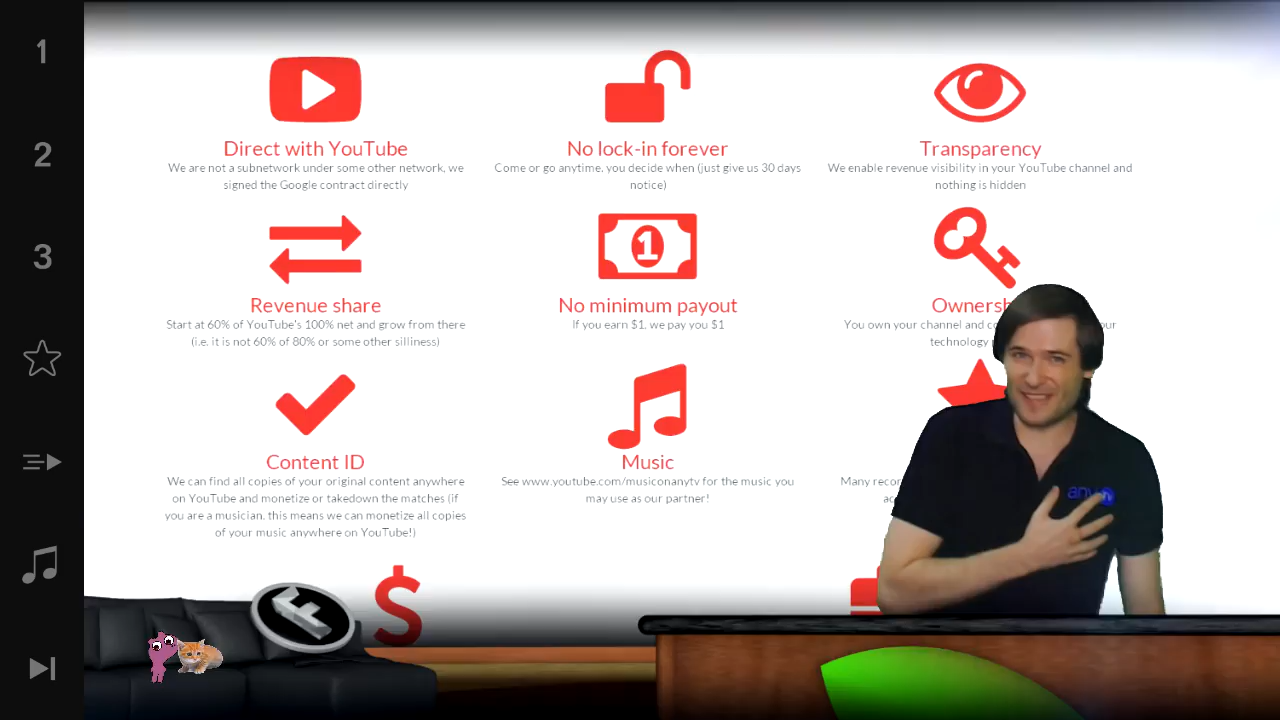 1
2
3
Direct with YouTube
We are not a subnetwork under some other network, we
signed the Google contract directly
No lock-in forever
Come or go anytime, you decide when (just give us 30 days
notice)
Transparency
We enable revenue visibility in your YouTube channel and
nothing is hidden
Revenue share
Start at 60% of YouTube's 100% net and grow from there
(i.e. it is not 60% of 80% or some other silliness)
No minimum payout
If you earn $1, we pay you $1
1
You own your channel and
technology
Content ID
We can find all copies of your original content anywhere
on YouTube and monetize or takedown the matches (if
you are a musician, this means we can monetize all copies
of your music anywhere on YouTube!)
Music
See www.youtube.com/musiconanytv for the music you
may use as our partner!
Many
$
F
any tv